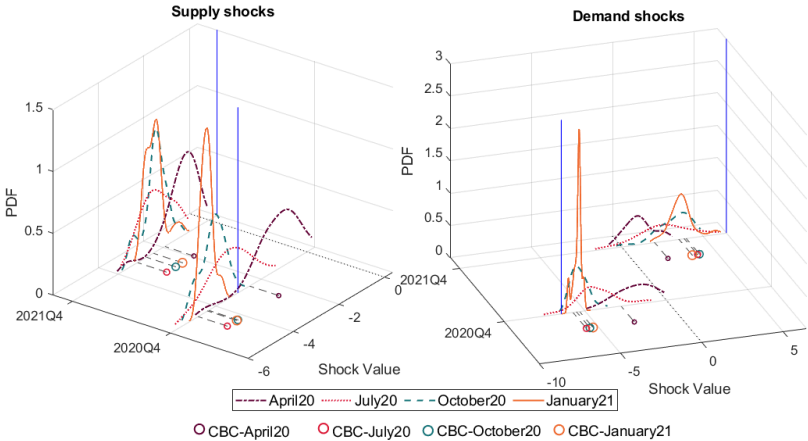 Supply shocks
Demand shocks
PDF
1.5
1
0.5
0
2021Q4
2020Q4
-6
-4
-2
0
Shock Value
PDF
3
2.5
2
1.5
1
0.5
0
2021Q4
2020Q4
-10
-5
0
5
Shock Value
April20 July20 October20 January21
CBC-April20 CBC-July20 CBC-October20 CBC-January21